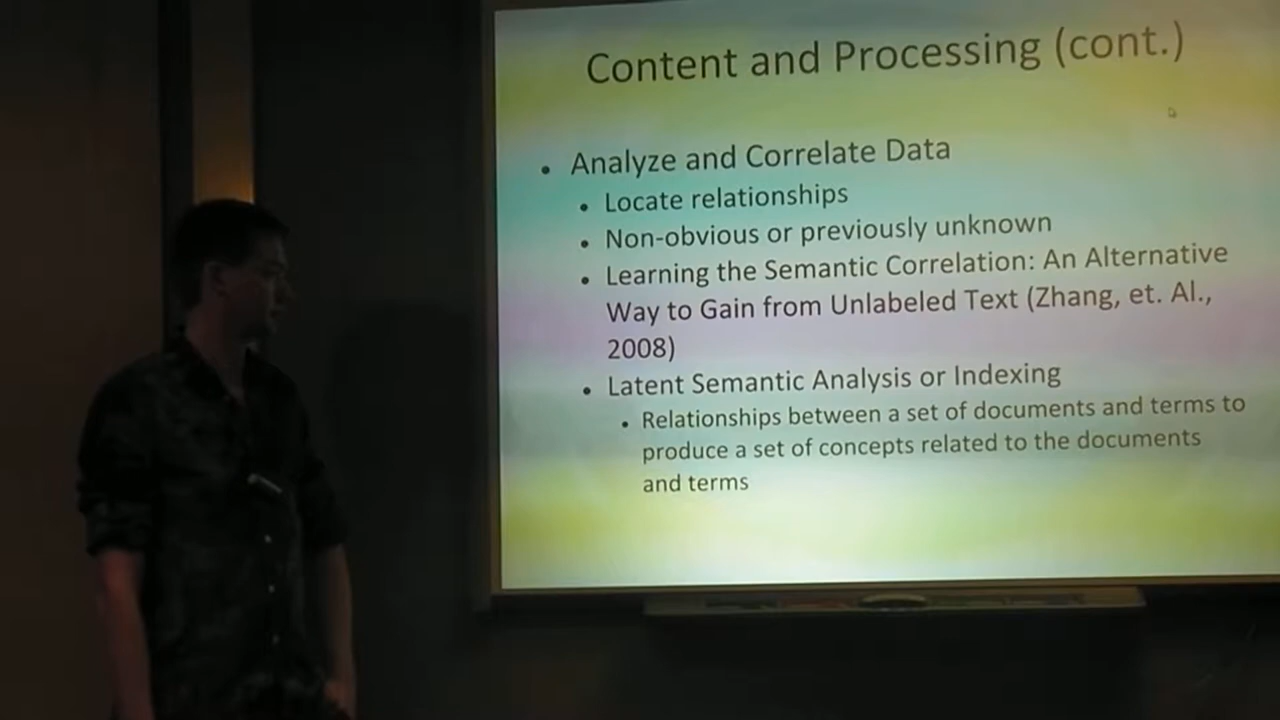 Content and Processing (cont.)
• Analyze and Correlate Data
• Locate relationships
• Non-obvious or previously unknown
• Learning the Semantic Correlation: An Alternative
Way to Gain from Unlabeled Text (Zhang, et. Al.,
2008)
• Latent Semantic Analysis or Indexing
• Relationships between a set of documents and terms to
produce a set of concepts related to the documents
and terms